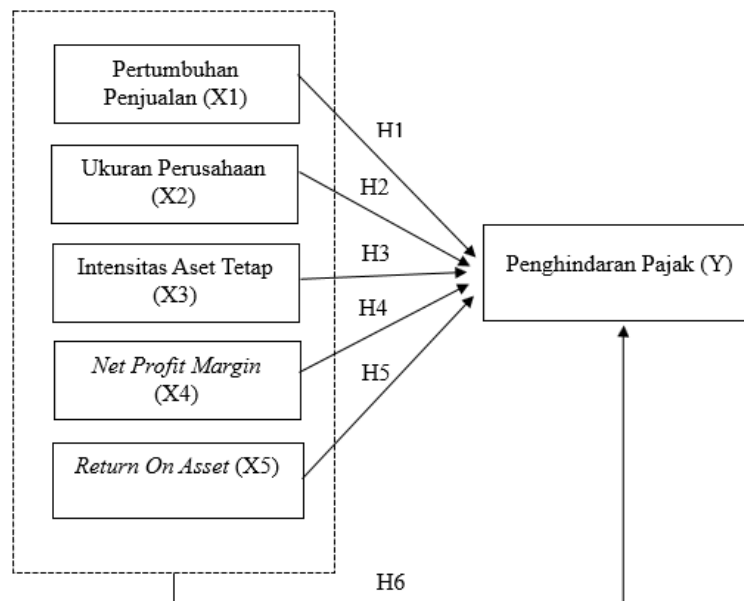 Pertumbuhan
Penjualan (X1)
H1
Ukuran Perusahaan
(X2)
H2
Intensitas Aset Tetap
(X3)
H3
Penghindaran Pajak (Y)
Net Profit Margin
(X4)
H4
Return On Asset (X5)
H5
H6